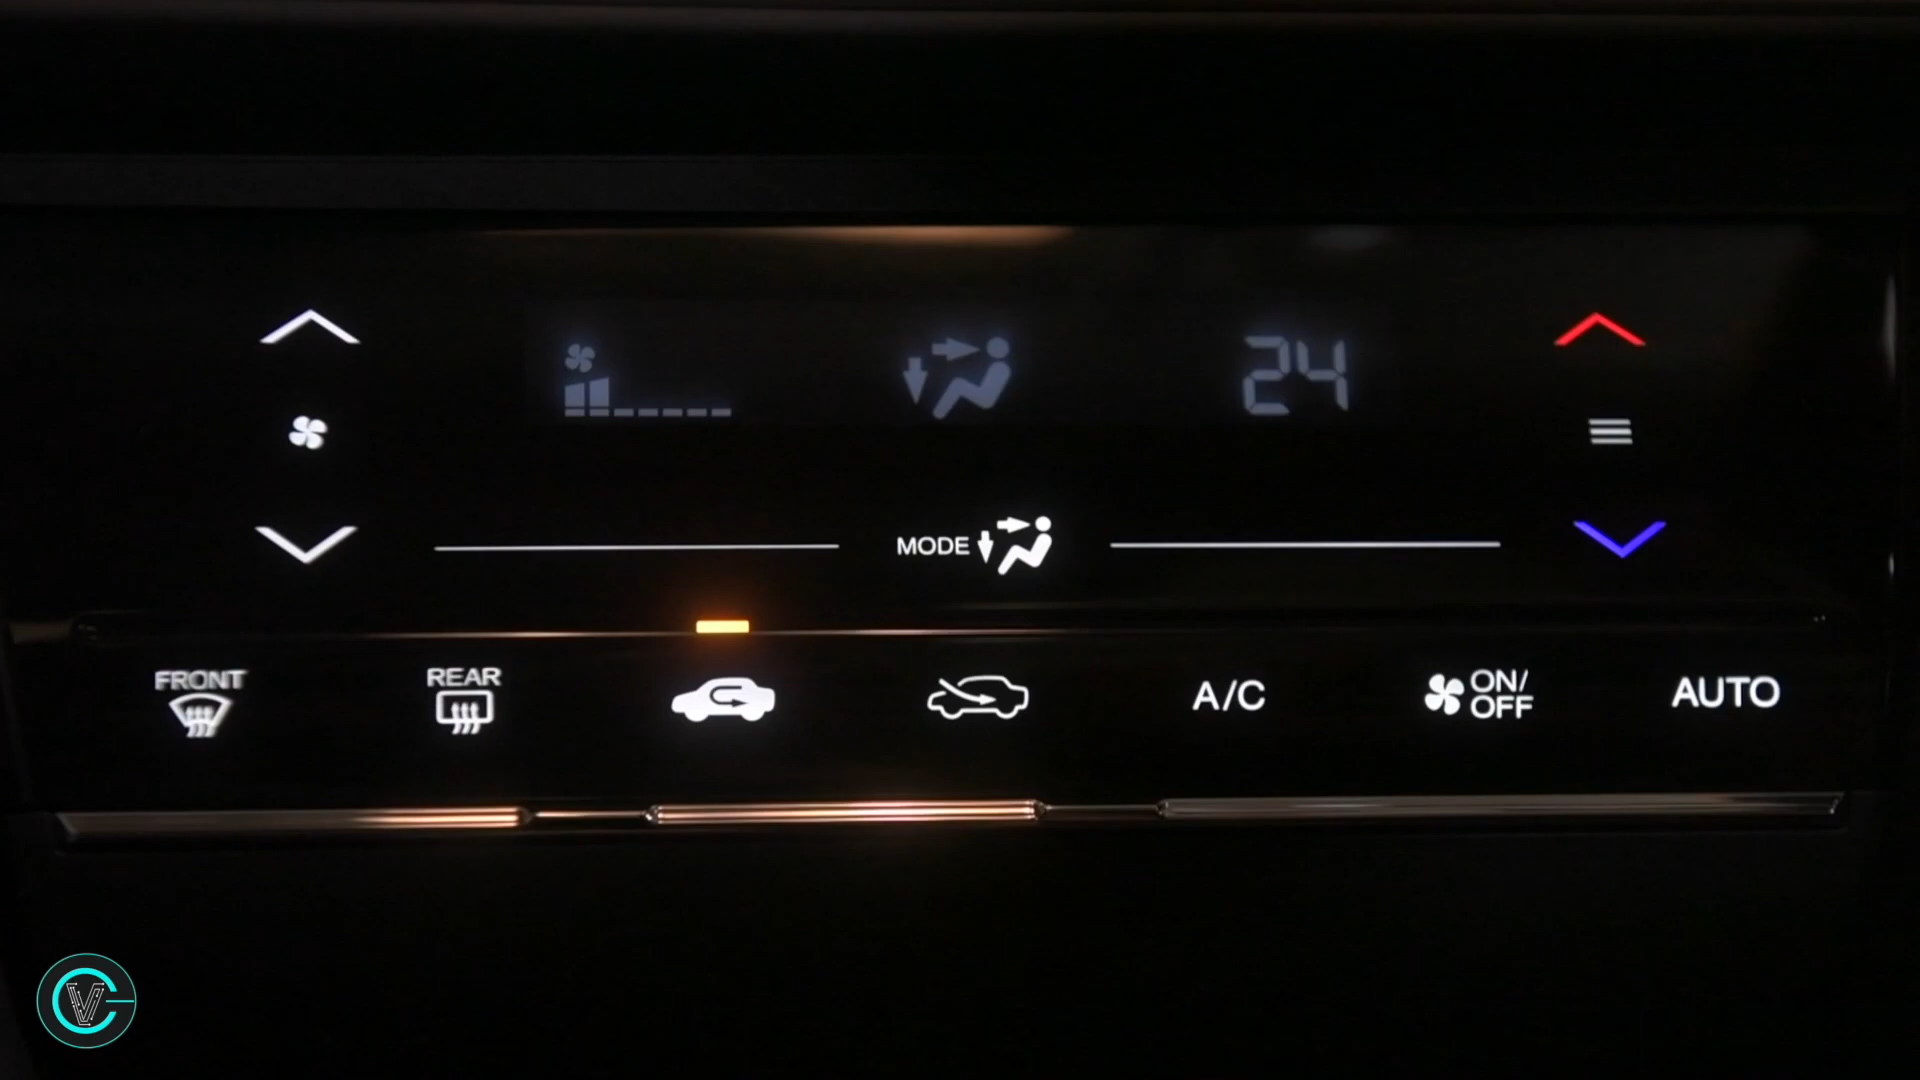 24
MODE
FRONT
REAR
A/C
ON/
OFF
AUTO